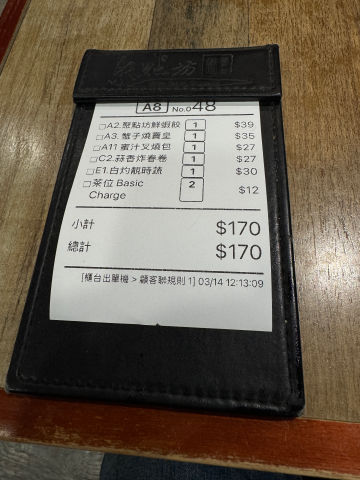 坊
A8 No.048
□A2.聚點坊鮮蝦餃 1 $39
□A3.蟹子燒賣皇 1 $35
□A11 蜜汁叉燒包 1 $27
□C2.蒜香炸春卷 1 $27
□E1.白灼靚時蔬 1 $30
□茶位 Basic 2 $12
Charge
小計 $170
總計 $170
[櫃台出單機 > 顧客聯規則 1] 03/14 12:13:09